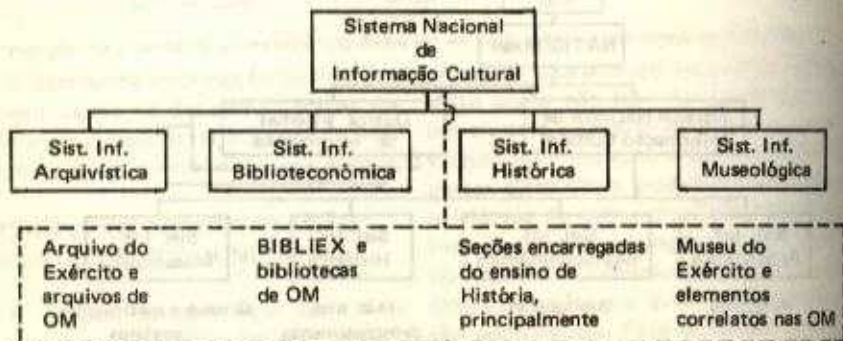 Sistema Nacional
de
Informação Cultural
Sist. Inf.
Arquivística
Sist. Inf.
Biblioteconômica
Sist. Inf.
Histórica
Sist. Inf.
Museológica
Arquivo do
Exército e
arquivos de
OM
BIBLIEX e
bibliotecas
de OM
Seções encarregadas
do ensino de
História,
principalmente
Museu do
Exército e
elementos
correlatos nas OM